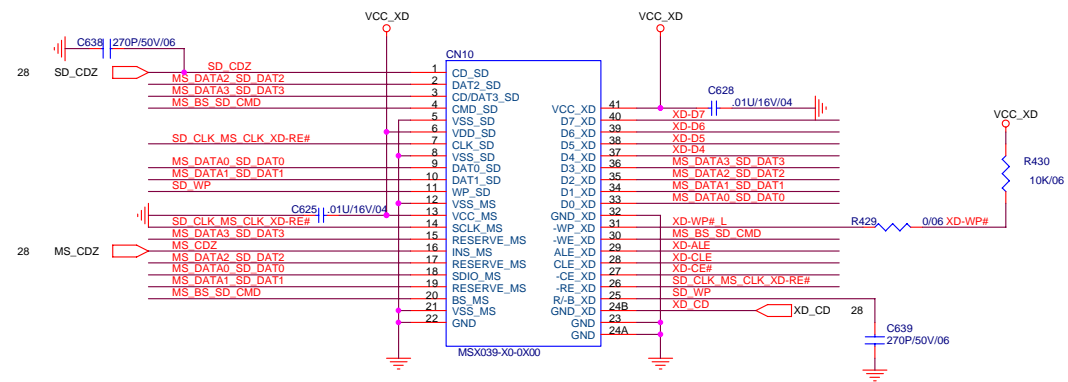 VCC_XD
VCC_XD
C638
270P/50V/06
CN10
28
SD_CDZ
SD_CDZ
1
CD_SD
MS_DATA2_SD_DAT2
2
DAT2_SD
MS_DATA3_SD_DAT3
3
CD/DAT3_SD
MS_BS_SD_CMD
4
CMD_SD
5
VSS_SD
6
VDD_SD
SD_CLK_MS_CLK_XD-RE#
7
CLK_SD
8
VSS_SD
MS_DATA0_SD_DAT0
9
DAT0_SD
MS_DATA1_SD_DAT1
10
DAT1_SD
SD_WP
11
WP_SD
12
VSS_MS
C625
.01U/16V/04
13
VCC_MS
SD_CLK_MS_CLK_XD-RE#
14
SCLK_MS
MS_DATA3_SD_DAT3
15
RESERVE_MS
28
MS_CDZ
MS_CDZ
16
INS_MS
MS_DATA2_SD_DAT2
17
RESERVE_MS
MS_DATA0_SD_DAT0
18
SDIO_MS
MS_DATA1_SD_DAT1
19
RESERVE_MS
MS_BS_SD_CMD
20
BS_MS
21
VSS_MS
22
GND
MSX039-X0-0X00
C628
.01U/16V/04
VCC_XD
41
D7_XD
40
XD-D7
D6_XD
39
XD-D6
D5_XD
38
XD-D5
D4_XD
37
XD-D4
D3_XD
36
MS_DATA3_SD_DAT3
D2_XD
35
MS_DATA2_SD_DAT2
D1_XD
34
MS_DATA1_SD_DAT1
D0_XD
33
MS_DATA0_SD_DAT0
GND_XD
32
-WP_XD
31
XD-WP#_L
R429
0/06
XD-WP#
-WE_XD
30
MS_BS_SD_CMD
ALE_XD
29
XD-ALE
CLE_XD
28
XD-CLE
-CE_XD
27
XD-CE#
-RE_XD
26
SD_CLK_MS_CLK_XD-RE#
R/-B_XD
25
SD_WP
GND_XD
24B
XD_CD
XD_CD
28
GND
23
GND
24A
VCC_XD
R430
10K/06
C639
270P/50V/06